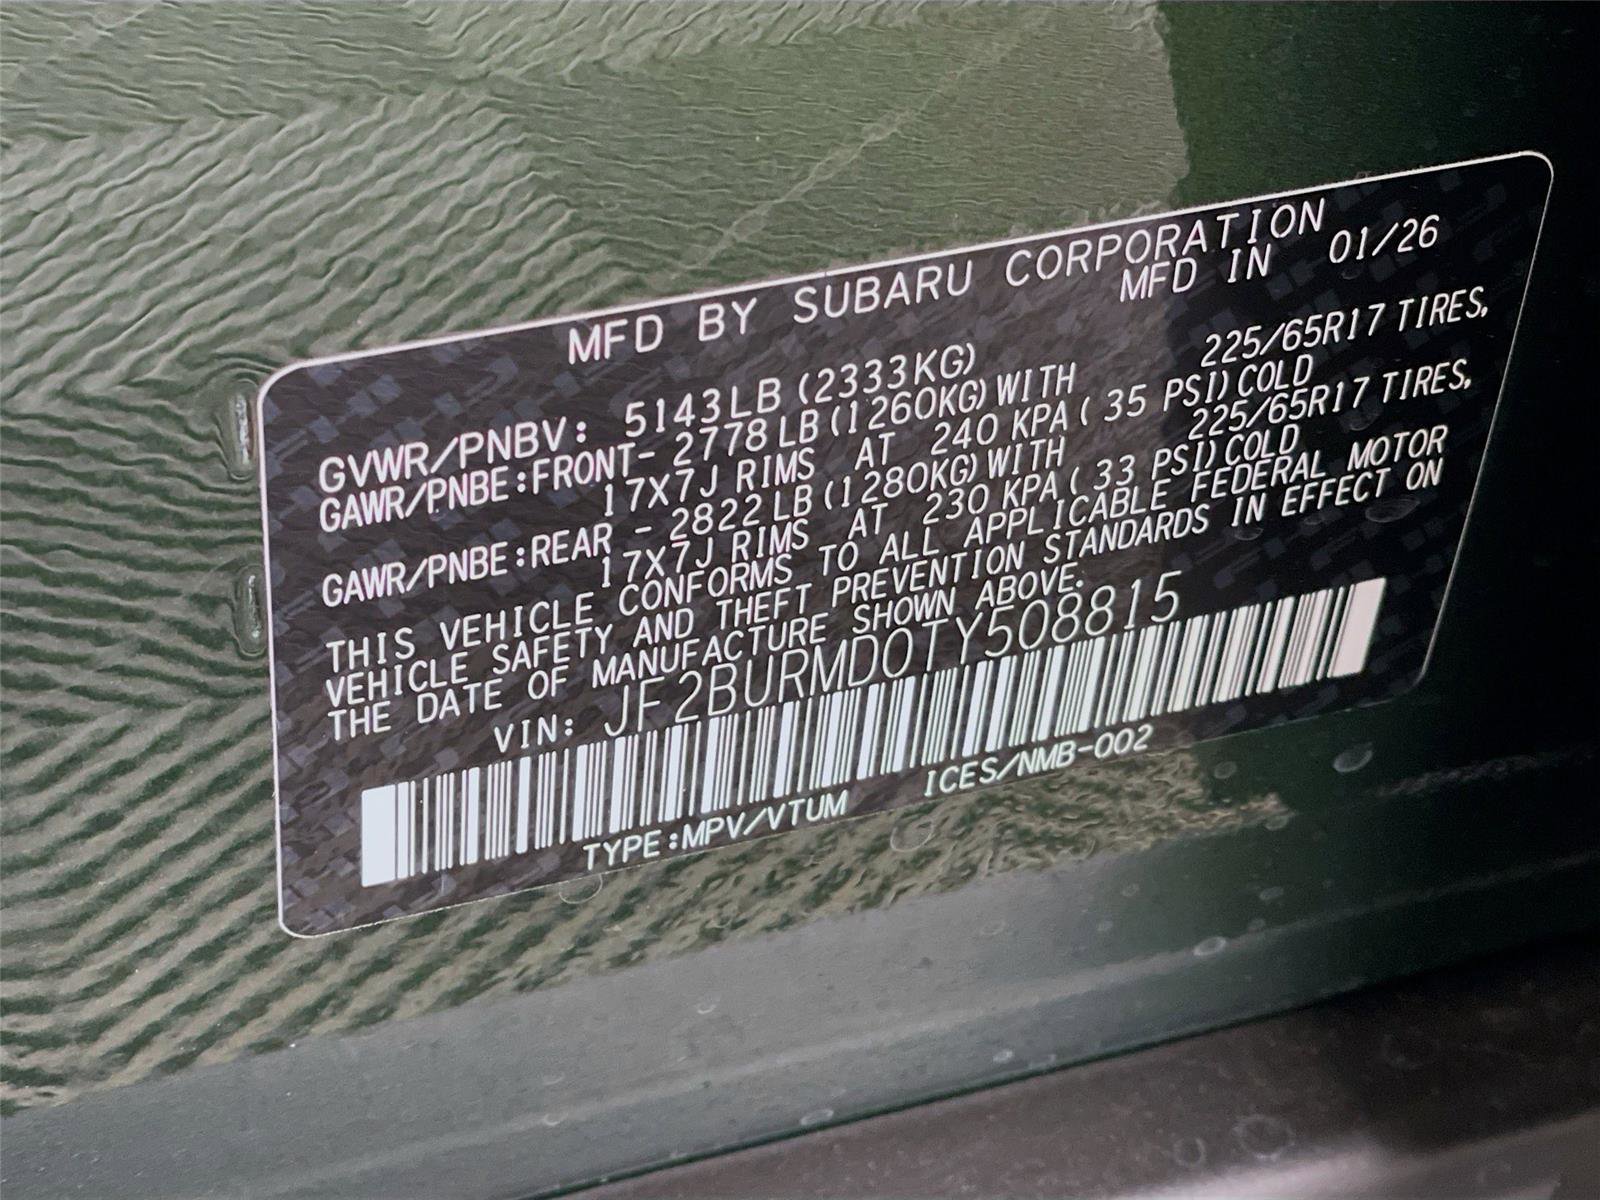 MFD BY SUBARU CORPORATION
MFD IN 01/26
GVWR/PNBV: 5143LB (2333KG)
GAWR/PNBE:FRONT- 2778LB(1260KG)WITH 225/65R17 TIRES,
17X7J RIMS AT 240 KPA( 35 PSI)COLD
GAWR/PNBE:REAR - 2822LB(1280KG)WITH 225/65R17 TIRES,
17X7J RIMS AT 230 KPA( 33 PSI)COLD
THIS VEHICLE CONFORMS TO ALL APPLICABLE FEDERAL MOTOR
VEHICLE SAFETY AND THEFT PREVENTION STANDARDS IN EFFECT ON
THE DATE OF MANUFACTURE SHOWN ABOVE.
VIN: JF2BURMD0TY508815
TYPE:MPV/VTUM ICES/NMB-002